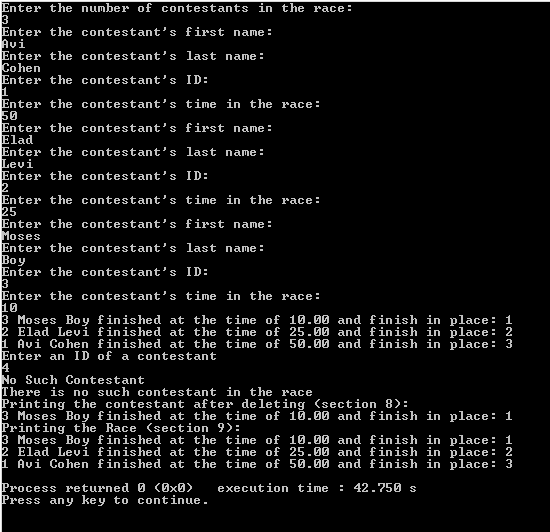 Enter the number of contestants in the race:
3
Enter the contestant's first name:
Avi
Enter the contestant's last name:
Cohen
Enter the contestant's ID:
1
Enter the contestant's time in the race:
50
Enter the contestant's first name:
Elad
Enter the contestant's last name:
Levi
Enter the contestant's ID:
2
Enter the contestant's time in the race:
25
Enter the contestant's first name:
Moses
Enter the contestant's last name:
Boy
Enter the contestant's ID:
3
Enter the contestant's time in the race:
10
3 Moses Boy finished at the time of 10.00 and finish in place: 1
2 Elad Levi finished at the time of 25.00 and finish in place: 2
1 Avi Cohen finished at the time of 50.00 and finish in place: 3
Enter an ID of a contestant
4
No Such Contestant
There is no such contestant in the race
Printing the contestant after deleting (section 8):
3 Moses Boy finished at the time of 10.00 and finish in place: 1
Printing the Race (section 9):
3 Moses Boy finished at the time of 10.00 and finish in place: 1
2 Elad Levi finished at the time of 25.00 and finish in place: 2
1 Avi Cohen finished at the time of 50.00 and finish in place: 3
Process returned 0 (0x0)   execution time : 42.750 s
Press any key to continue.